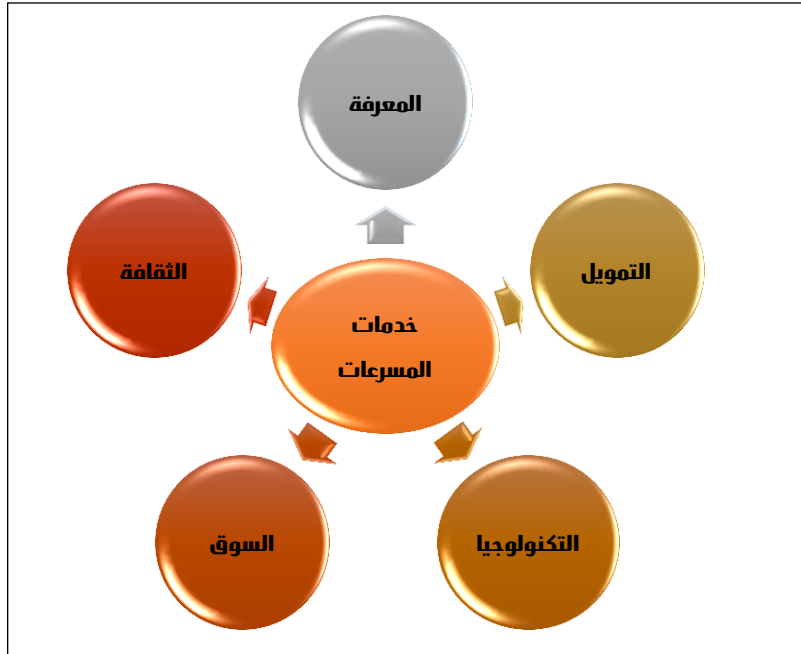 المعرفة
التمويل
الثقافة
خدمات
المسرعات
السوق
التكنولوجيا